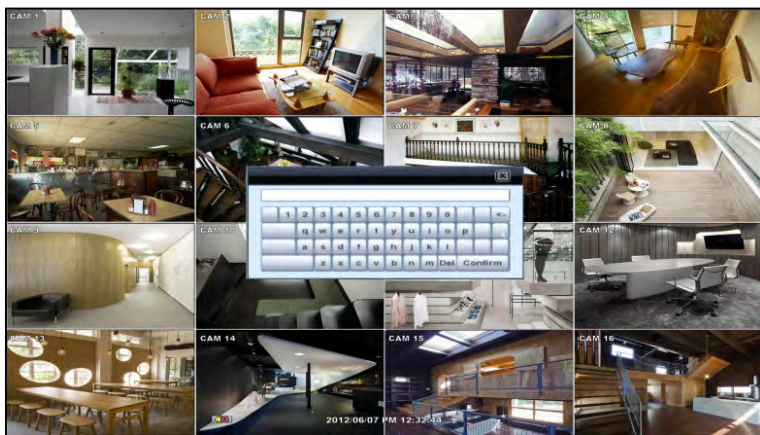 CAM 1
CAM 2
CAM 3
CAM 4
CAM 5
CAM 6
CAM 7
CAM 8
1 2 3 4 5 6 7 8 9 0 <-
q w e r t y u i o p
a s d f g h j k l
z x c v b n m Del Confirm
CAM 9
CAM 10
CAM 12
CAM 13
CAM 14
CAM 15
CAM 16
2012/06/07 PM 12:32:44